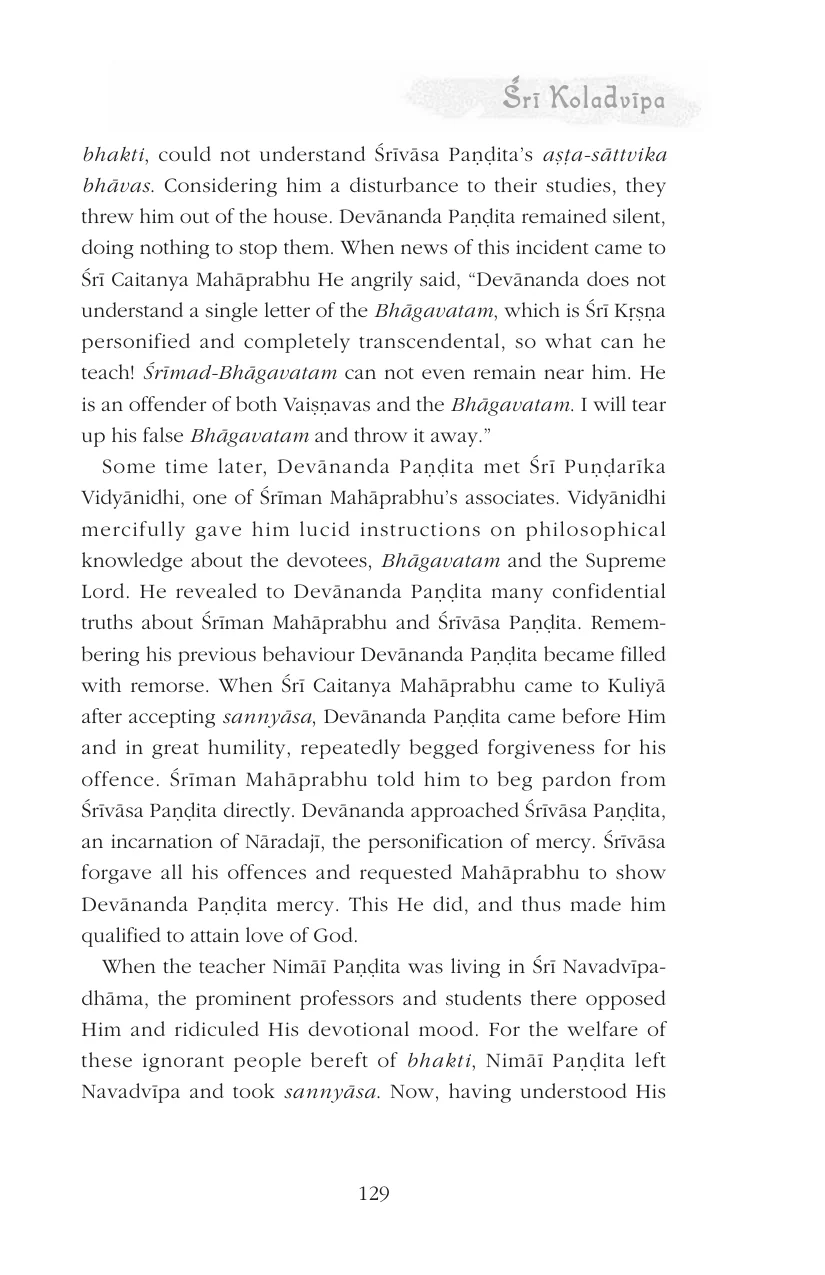 Śrī Koladvīpa
bhakti, could not understand Śrīvāsa Paṇḍita’s aṣṭa-sāttvika
bhāvas. Considering him a disturbance to their studies, they
threw him out of the house. Devānanda Paṇḍita remained silent,
doing nothing to stop them. When news of this incident came to
Śrī Caitanya Mahāprabhu He angrily said, “Devānanda does not
understand a single letter of the Bhāgavatam, which is Śrī Kṛṣṇa
personified and completely transcendental, so what can he
teach! Śrīmad-Bhāgavatam can not even remain near him. He
is an offender of both Vaiṣṇavas and the Bhāgavatam. I will tear
up his false Bhāgavatam and throw it away.”
Some time later, Devānanda Paṇḍita met Śrī Puṇḍarīka
Vidyānidhi, one of Śrīman Mahāprabhu’s associates. Vidyānidhi
mercifully gave him lucid instructions on philosophical
knowledge about the devotees, Bhāgavatam and the Supreme
Lord. He revealed to Devānanda Paṇḍita many confidential
truths about Śrīman Mahāprabhu and Śrīvāsa Paṇḍita. Remem-
bering his previous behaviour Devānanda Paṇḍita became filled
with remorse. When Śrī Caitanya Mahāprabhu came to Kuliyā
after accepting sannyāsa, Devānanda Paṇḍita came before Him
and in great humility, repeatedly begged forgiveness for his
offence. Śrīman Mahāprabhu told him to beg pardon from
Śrīvāsa Paṇḍita directly. Devānanda approached Śrīvāsa Paṇḍita,
an incarnation of Nāradajī, the personification of mercy. Śrīvāsa
forgave all his offences and requested Mahāprabhu to show
Devānanda Paṇḍita mercy. This He did, and thus made him
qualified to attain love of God.
When the teacher Nimāī Paṇḍita was living in Śrī Navadvīpa-
dhāma, the prominent professors and students there opposed
Him and ridiculed His devotional mood. For the welfare of
these ignorant people bereft of bhakti, Nimāī Paṇḍita left
Navadvīpa and took sannyāsa. Now, having understood His
129